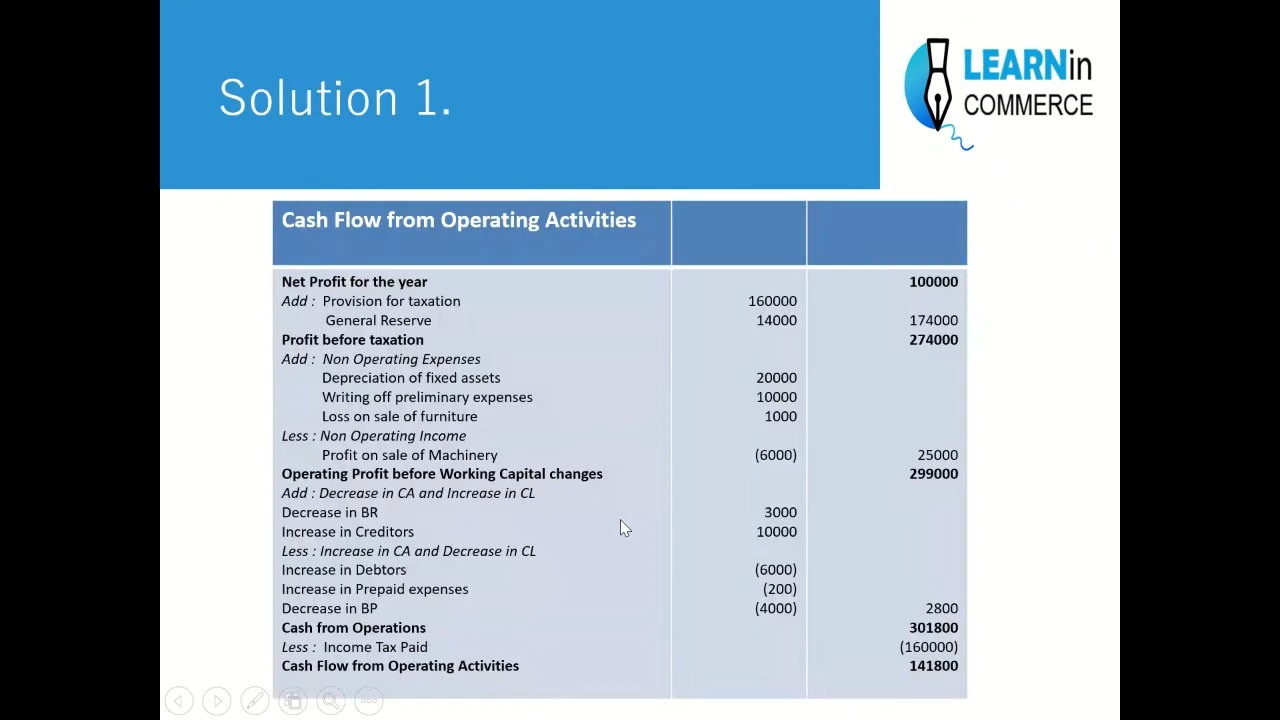 Solution 1.
LEARNin
COMMERCE
Cash Flow from Operating Activities
Net Profit for the year 100000
Add : Provision for taxation 160000
General Reserve 14000 174000
Profit before taxation 274000
Add : Non Operating Expenses
Depreciation of fixed assets 20000
Writing off preliminary expenses 10000
Loss on sale of furniture 1000
Less : Non Operating Income
Profit on sale of Machinery (6000) 25000
Operating Profit before Working Capital changes 299000
Add : Decrease in CA and Increase in CL
Decrease in BR 3000
Increase in Creditors 10000
Less : Increase in CA and Decrease in CL
Increase in Debtors (6000)
Increase in Prepaid expenses (200)
Decrease in BP (4000) 2800
Cash from Operations 301800
Less : Income Tax Paid (160000)
Cash Flow from Operating Activities 141800